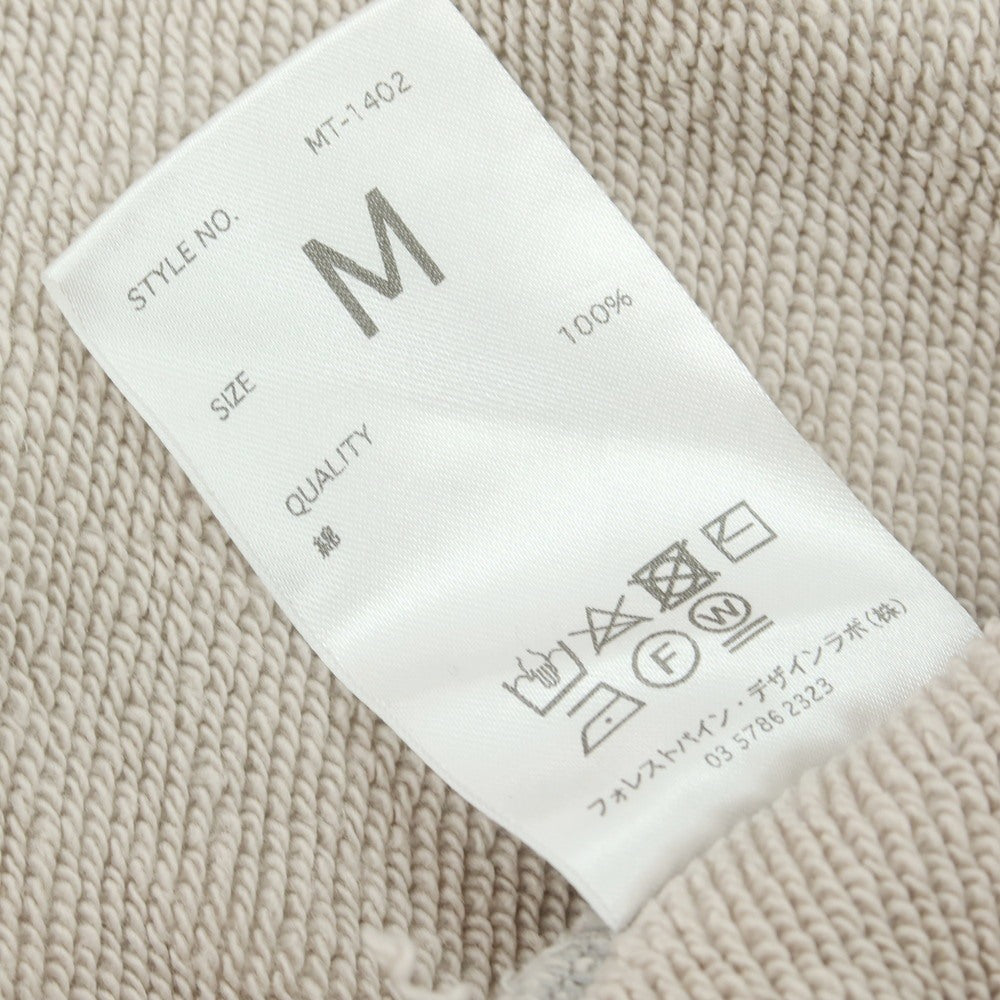 STYLE NO. MT-1402
SIZE M
QUALITY
綿 100%
F W
フォレストパイン・デザインラボ(株)
03 5786 2323